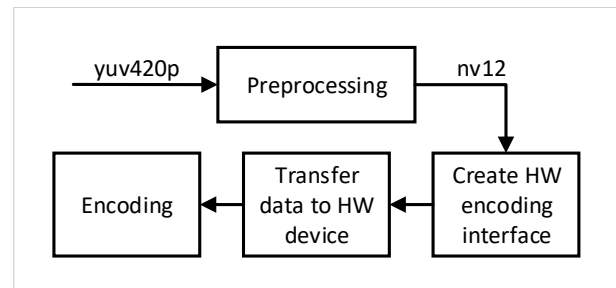 yuv420p
Preprocessing
nv12
Create HW
encoding
interface
Transfer
data to HW
device
Encoding